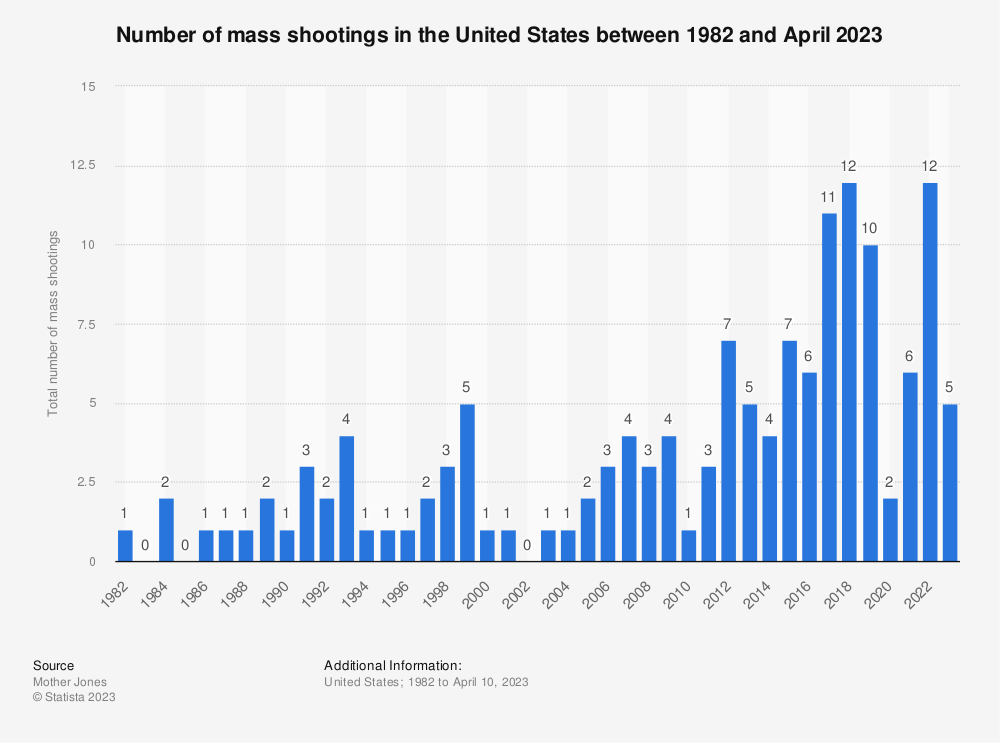 Number of mass shootings in the United States between 1982 and April 2023
Total number of mass shootings
15
12.5
10
7.5
5
2.5
0
1 0 2 0 1 1 1 2 1 3 2 4 1 1 1 2 3 5 1 1 0 1 1 2 3 4 3 4 1 3 7 5 4 7 6 11 12 10 2 6 12 5
1982 1984 1986 1988 1990 1992 1994 1996 1998 2000 2002 2004 2006 2008 2010 2012 2014 2016 2018 2020 2022
Source
Mother Jones
© Statista 2023
Additional Information:
United States; 1982 to April 10, 2023